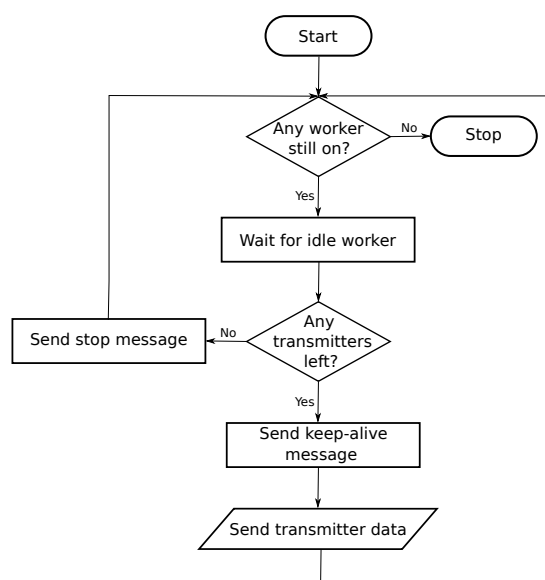 Start
Any worker
still on?
No
Stop
Yes
Wait for idle worker
Any
transmitters
left?
No
Send stop message
Yes
Send keep-alive
message
Send transmitter data